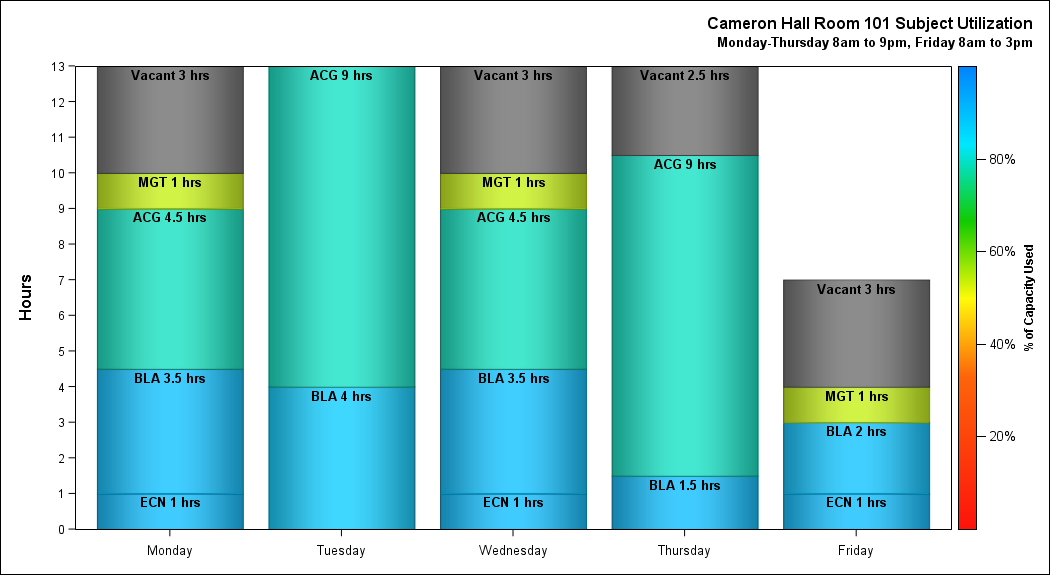 Cameron Hall Room 101 Subject Utilization
Monday-Thursday 8am to 9pm, Friday 8am to 3pm
Hours
13
12
11
10
9
8
7
6
5
4
3
2
1
0
Vacant 3 hrs
MGT 1 hrs
ACG 4.5 hrs
BLA 3.5 hrs
ECN 1 hrs
Monday
ACG 9 hrs
BLA 4 hrs
Tuesday
Vacant 3 hrs
MGT 1 hrs
ACG 4.5 hrs
BLA 3.5 hrs
ECN 1 hrs
Wednesday
Vacant 2.5 hrs
ACG 9 hrs
BLA 1.5 hrs
Thursday
Vacant 3 hrs
MGT 1 hrs
BLA 2 hrs
ECN 1 hrs
Friday
80%
60%
40%
20%
% of Capacity Used